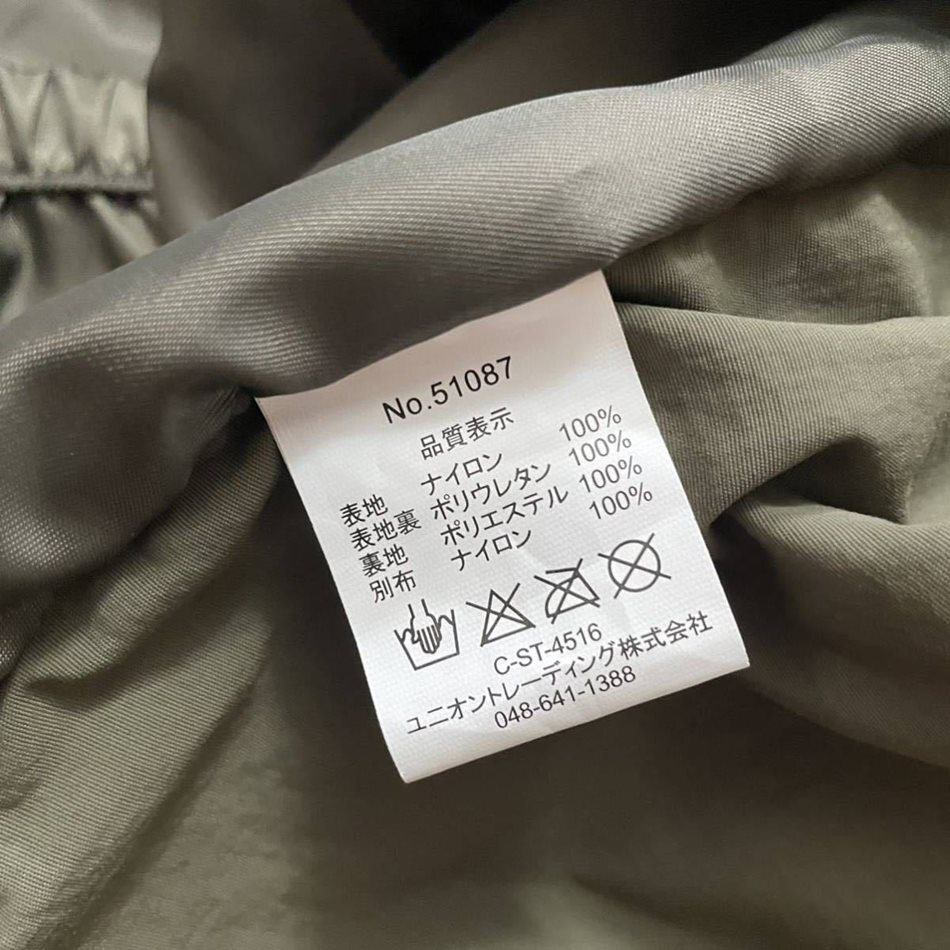 No.51087
品質表示
表地 ナイロン 100%
表地裏 ポリウレタン 100%
裏地 ポリエステル 100%
別布 ナイロン 100%
C-ST-4516
ユニオントレーディング株式会社
048-641-1388